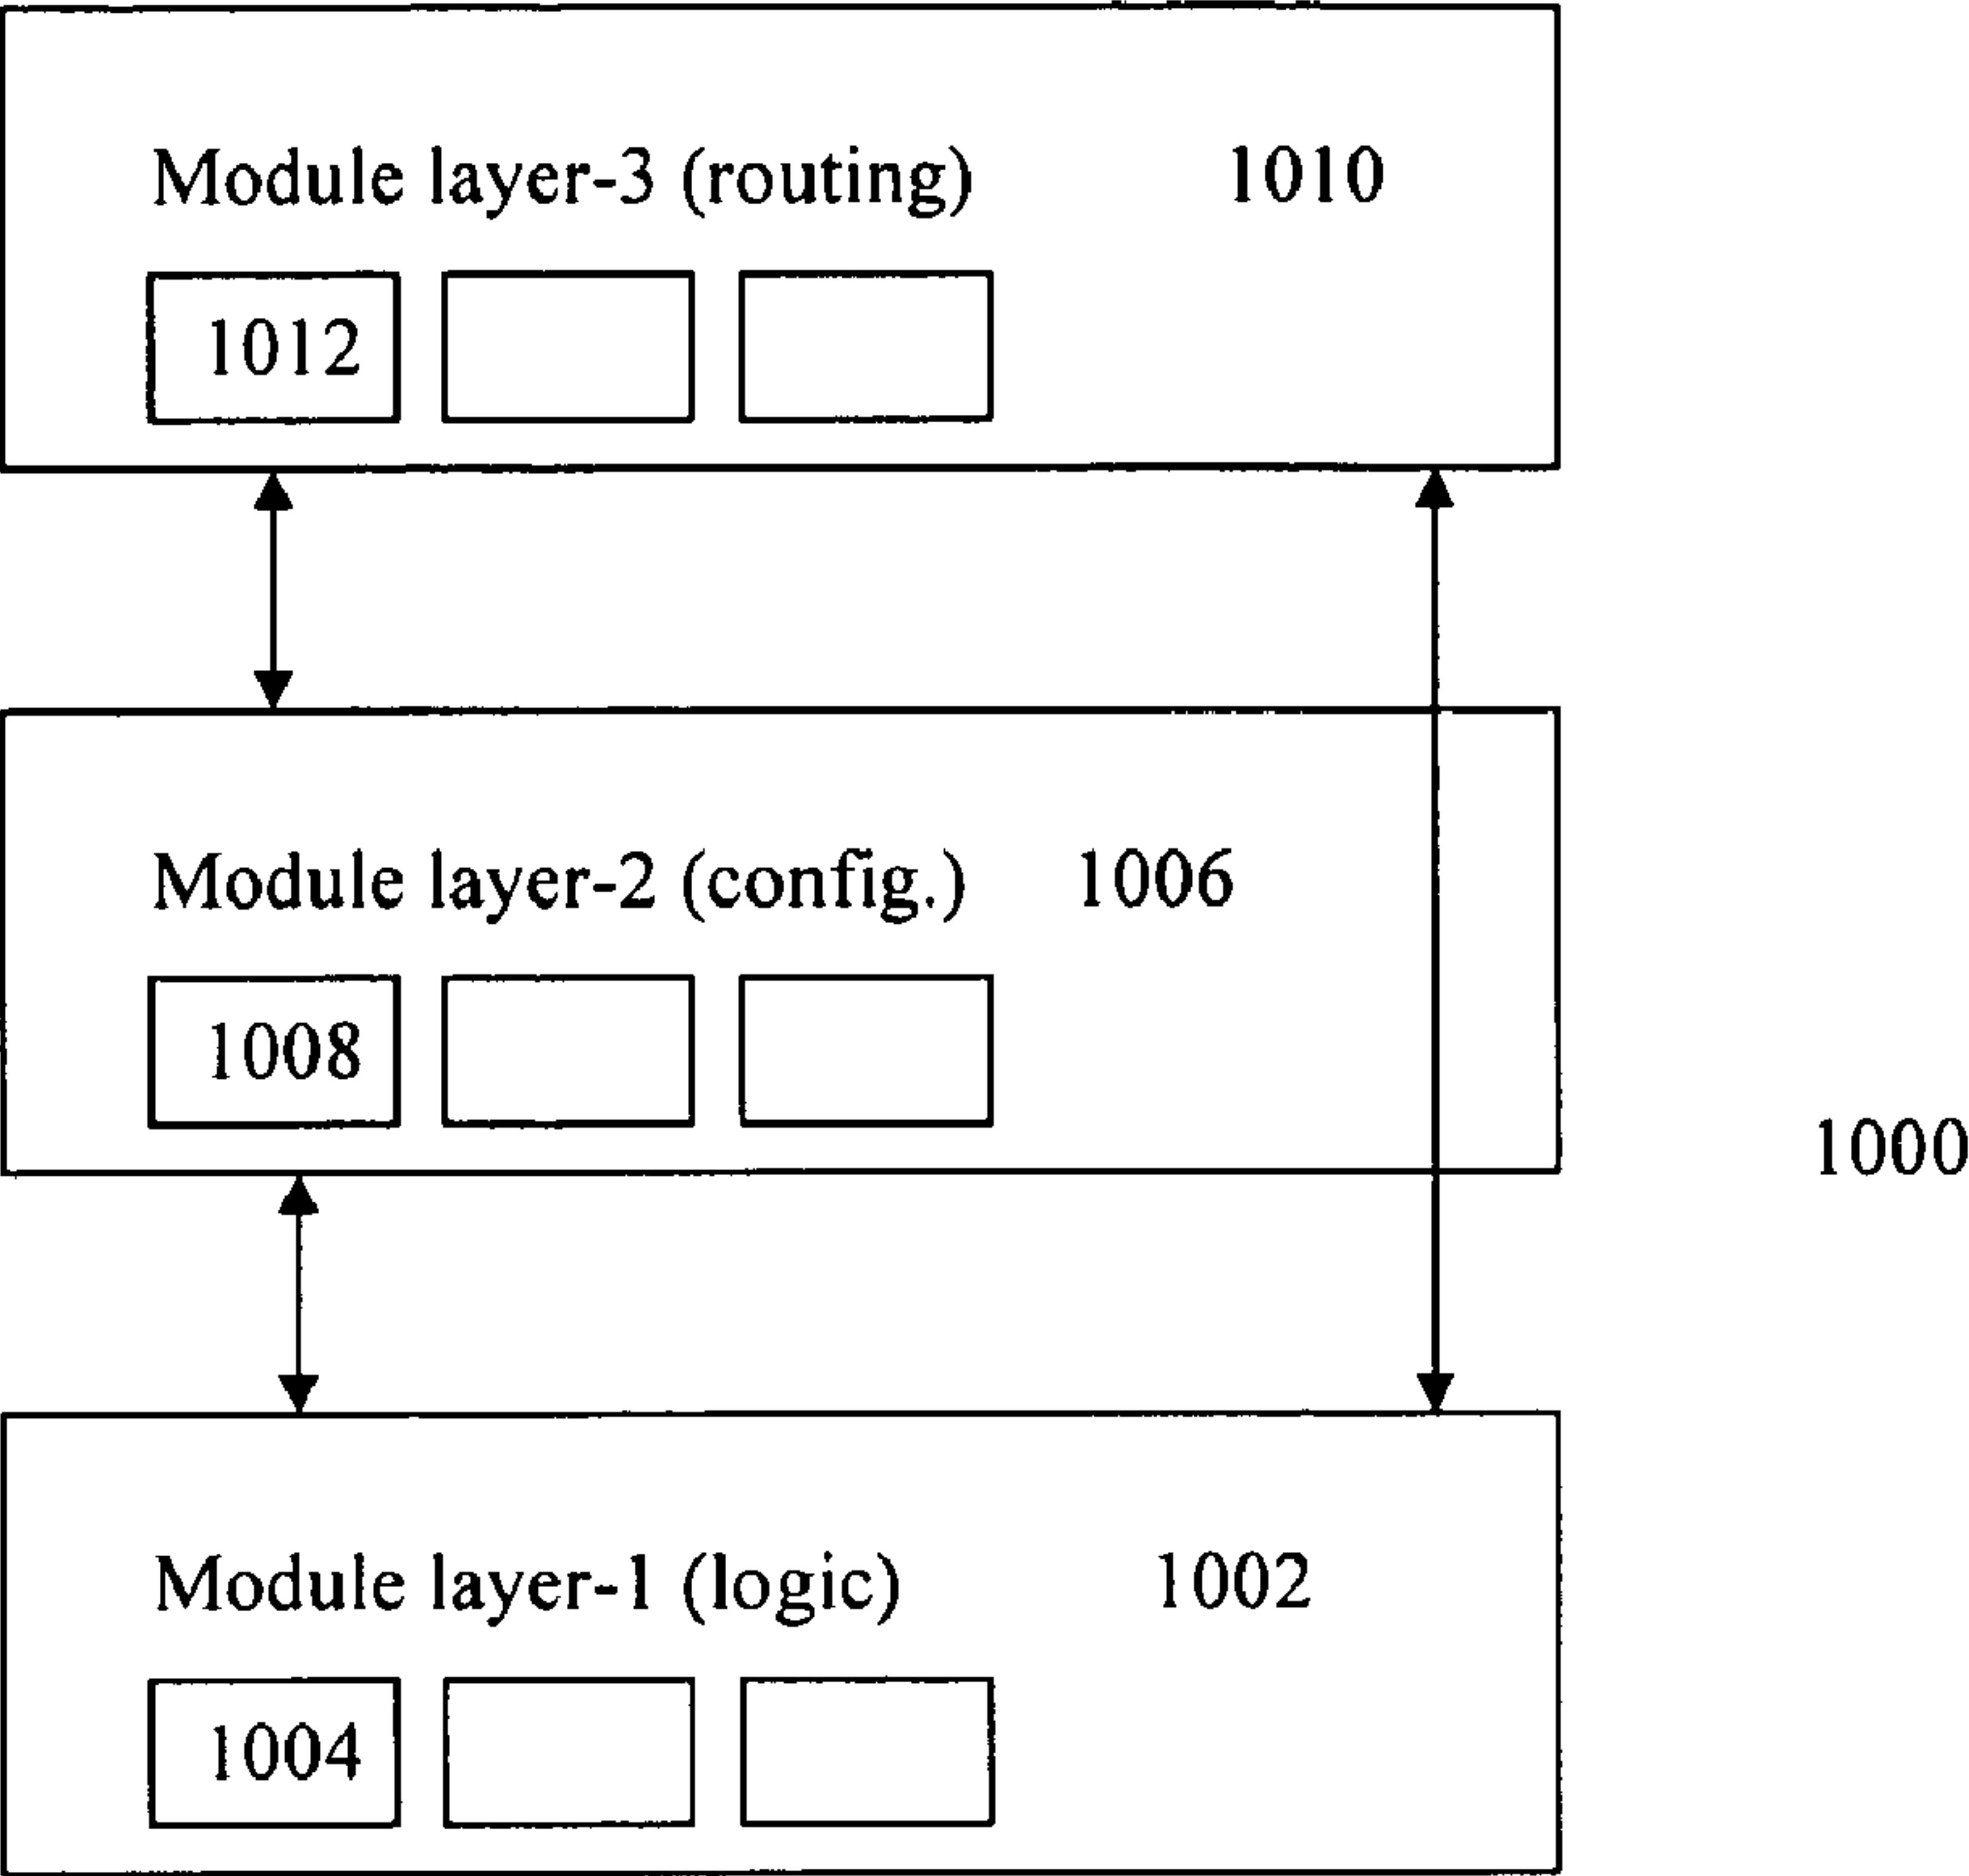 Module layer-3 (routing) 1010
1012
Module layer-2 (config.) 1006
1008
1000
Module layer-1 (logic) 1002
1004